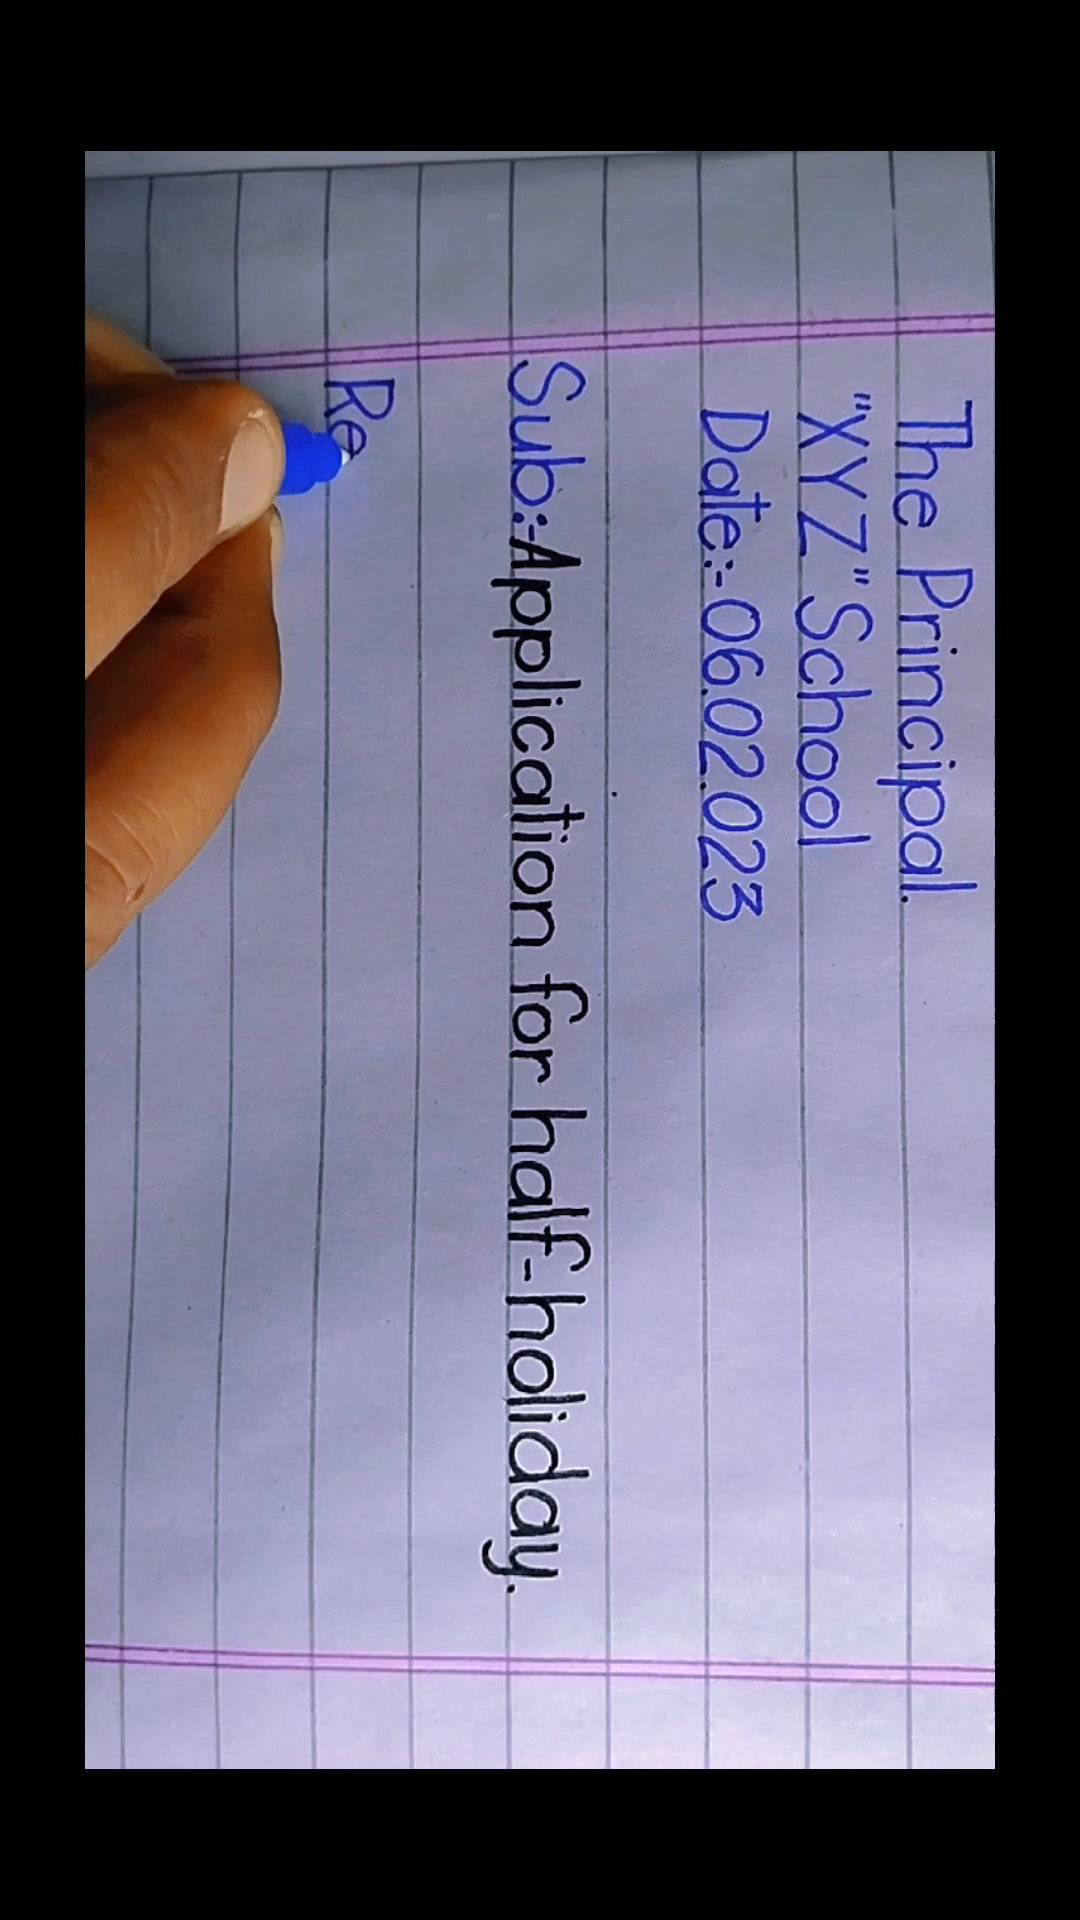 The Principal.
"XYZ" School
Date:-06.02.023
Sub:-Application for half-holiday.
Re